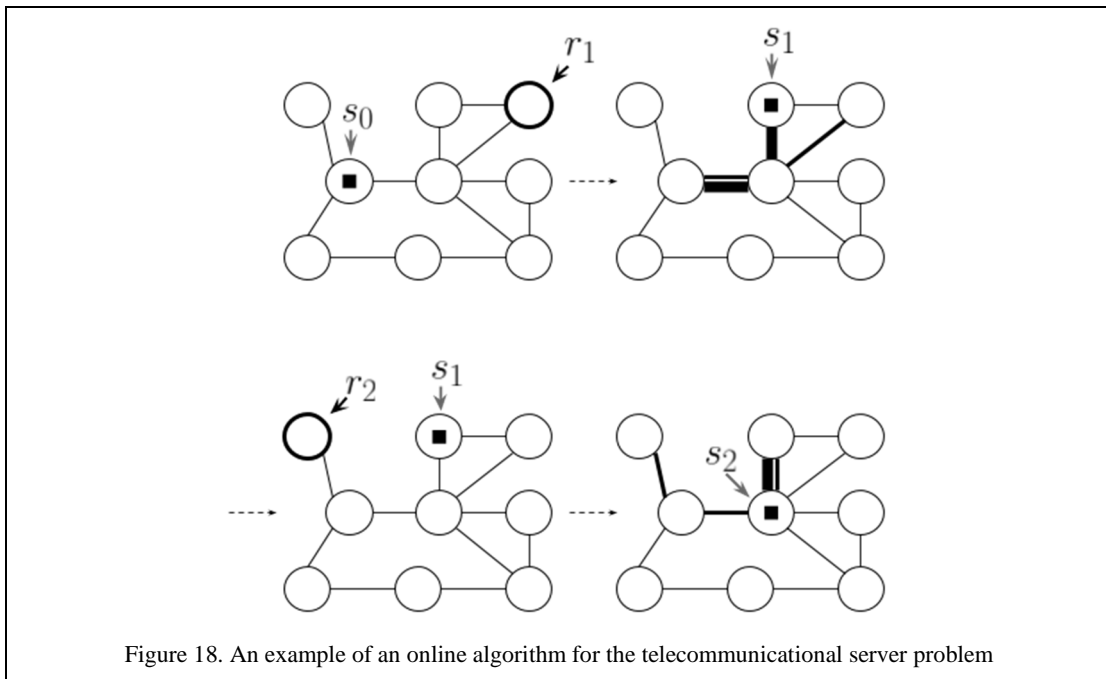 s1
r1
s0
s1
r2
s2
Figure 18. An example of an online algorithm for the telecommunicational server problem